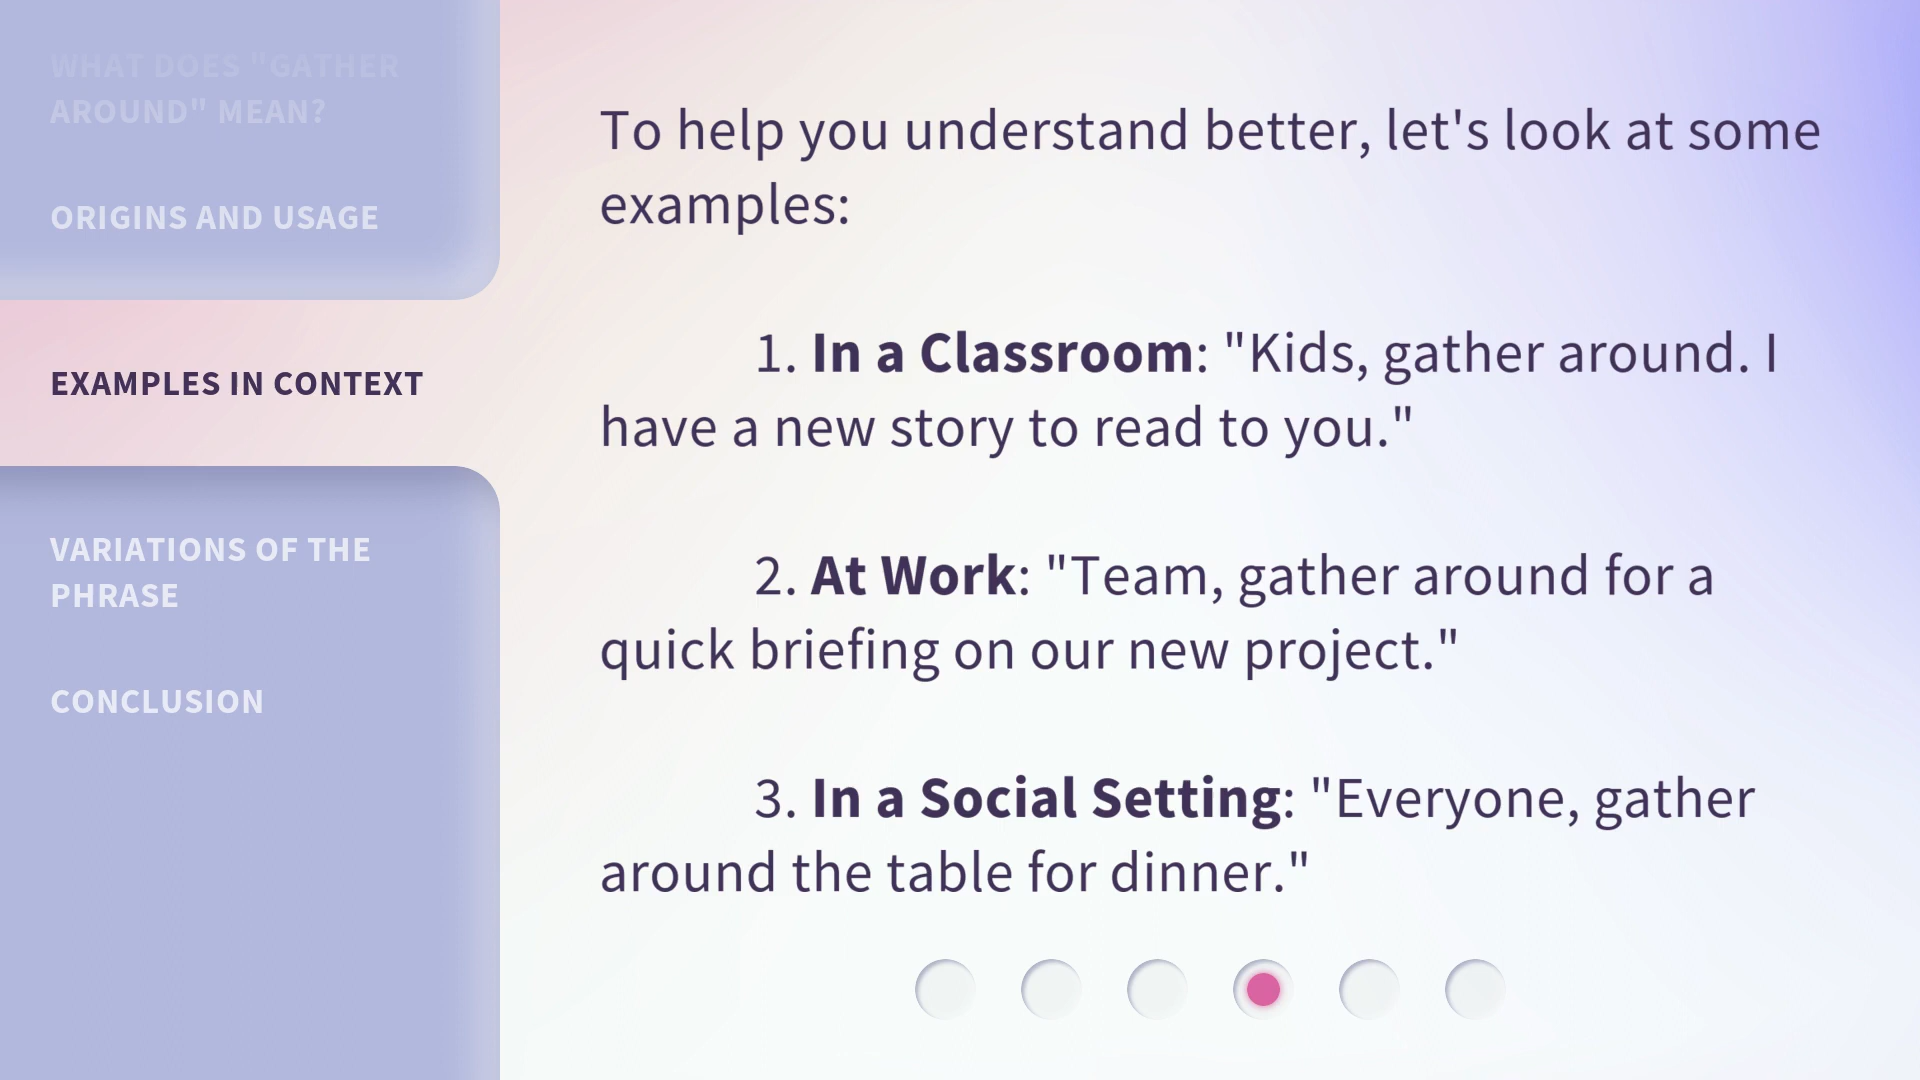 WHAT DOES "GATHER
AROUND" MEAN?
ORIGINS AND USAGE
EXAMPLES IN CONTEXT
VARIATIONS OF THE
PHRASE
CONCLUSION
To help you understand better, let's look at some
examples:
1. In a Classroom: "Kids, gather around. I
have a new story to read to you."
2. At Work: "Team, gather around for a
quick briefing on our new project."
3. In a Social Setting: "Everyone, gather
around the table for dinner."